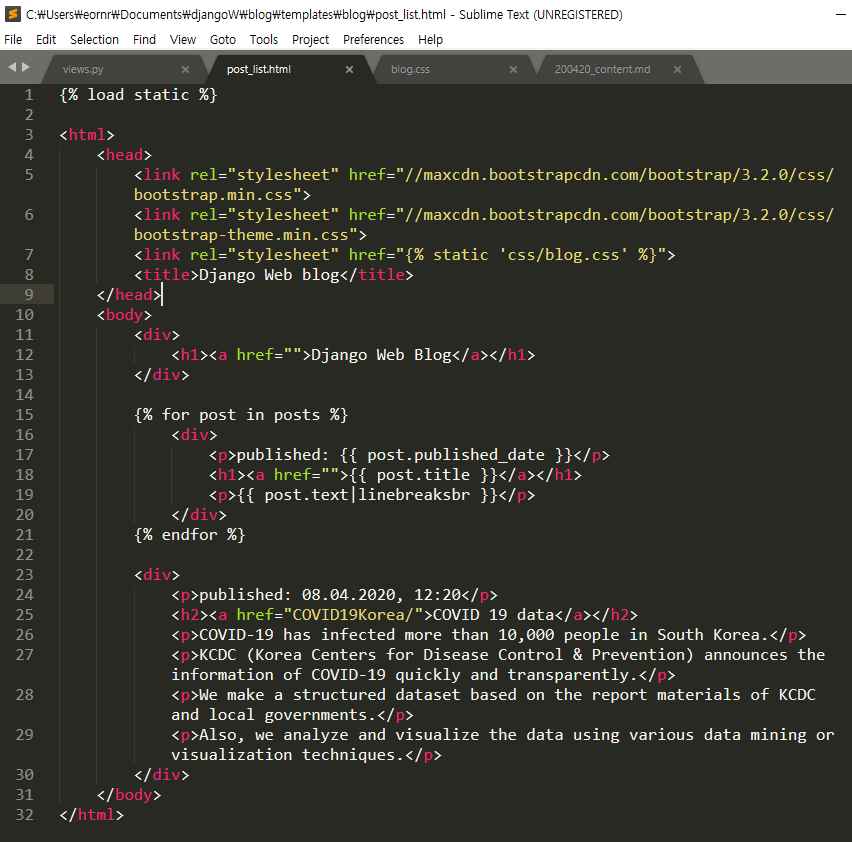 C:₩Users₩eornr₩Documents₩djangoW₩blog₩templates₩blog₩post_list.html - Sublime Text (UNREGISTERED)
File Edit Selection Find View Goto Tools Project Preferences Help
views.py × post_list.html × blog.css × 200420_content.md ×
1 {% load static %}
2
3 <html>
4 <head>
5 <link rel="stylesheet" href="//maxcdn.bootstrapcdn.com/bootstrap/3.2.0/css/
bootstrap.min.css">
6 <link rel="stylesheet" href="//maxcdn.bootstrapcdn.com/bootstrap/3.2.0/css/
bootstrap-theme.min.css">
7 <link rel="stylesheet" href="{% static 'css/blog.css' %}">
8 <title>Django Web blog</title>
9 </head>
10 <body>
11 <div>
12 <h1><a href="">Django Web Blog</a></h1>
13 </div>
14
15 {% for post in posts %}
16 <div>
17 <p>published: {{ post.published_date }}</p>
18 <h1><a href="">{{ post.title }}</a></h1>
19 <p>{{ post.text|linebreaksbr }}</p>
20 </div>
21 {% endfor %}
22
23 <div>
24 <p>published: 08.04.2020, 12:20</p>
25 <h2><a href="COVID19Korea/">COVID 19 data</a></h2>
26 <p>COVID-19 has infected more than 10,000 people in South Korea.</p>
27 <p>KCDC (Korea Centers for Disease Control & Prevention) announces the
information of COVID-19 quickly and transparently.</p>
28 <p>We make a structured dataset based on the report materials of KCDC
and local governments.</p>
29 <p>Also, we analyze and visualize the data using various data mining or
visualization techniques.</p>
30 </div>
31 </body>
32 </html>